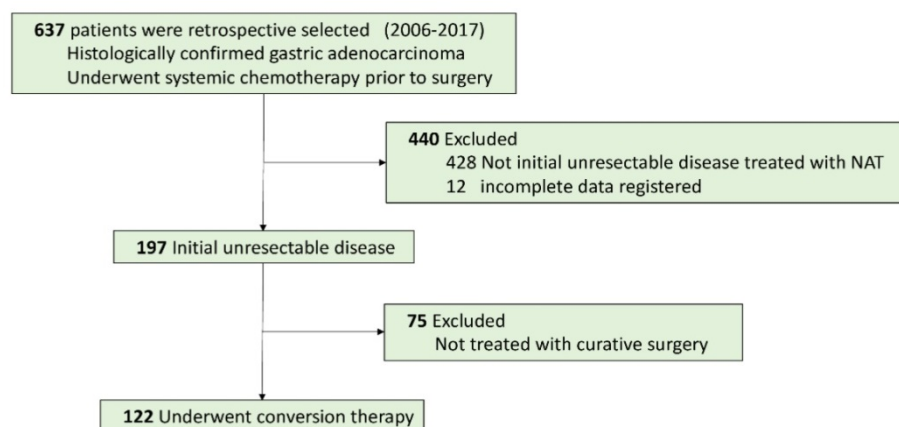 637 patients were retrospective selected (2006-2017)
Histologically confirmed gastric adenocarcinoma
Underwent systemic chemotherapy prior to surgery
440 Excluded
428 Not initial unresectable disease treated with NAT
12 incomplete data registered
197 Initial unresectable disease
75 Excluded
Not treated with curative surgery
122 Underwent conversion therapy